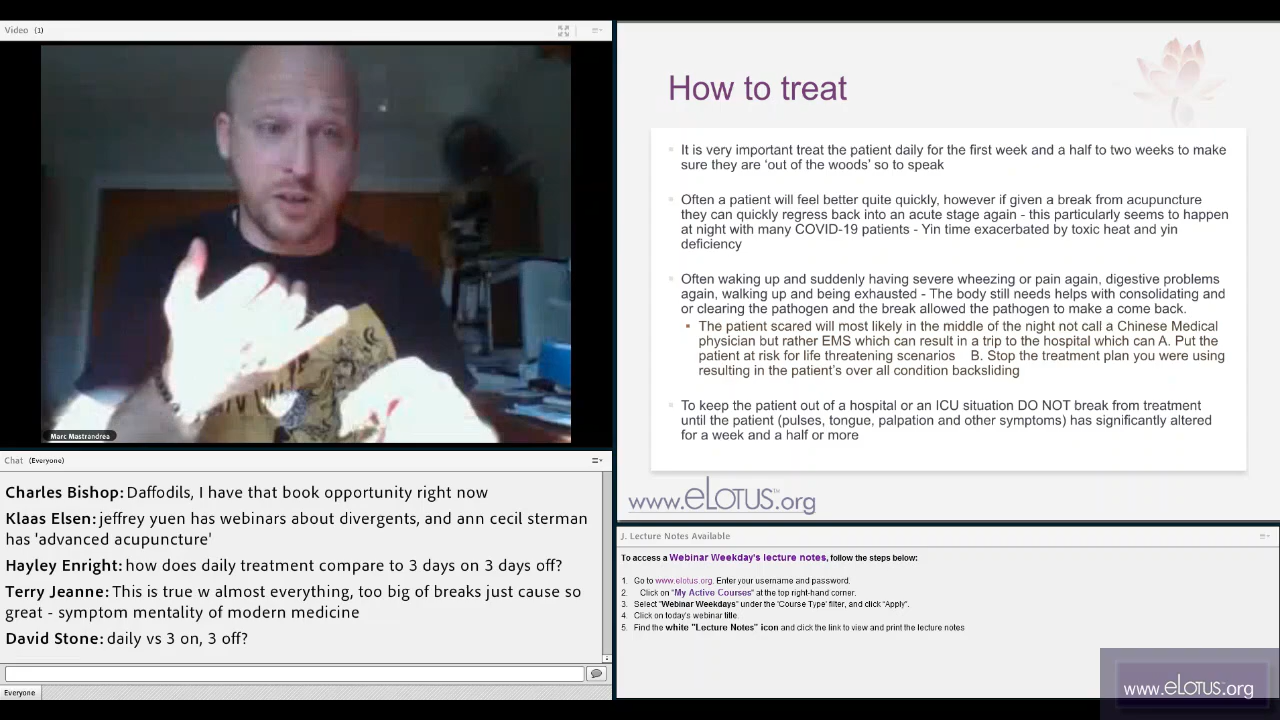 Video (1)
Marc Mastrandrea
Chat (Everyone)
Charles Bishop: Daffodils, I have that book opportunity right now
Klaas Elsen: jeffrey yuen has webinars about divergents, and ann cecil sterman
has 'advanced acupuncture'
Hayley Enright: how does daily treatment compare to 3 days on 3 days off?
Terry Jeanne: This is true w almost everything, too big of breaks just cause so
great - symptom mentality of modern medicine
David Stone: daily vs 3 on, 3 off?
Everyone
How to treat
It is very important treat the patient daily for the first week and a half to two weeks to make
sure they are 'out of the woods' so to speak
Often a patient will feel better quite quickly, however if given a break from acupuncture
they can quickly regress back into an acute stage again - this particularly seems to happen
at night with many COVID-19 patients - Yin time exacerbated by toxic heat and yin
deficiency
Often waking up and suddenly having severe wheezing or pain again, digestive problems
again, walking up and being exhausted - The body still needs helps with consolidating and
or clearing the pathogen and the break allowed the pathogen to make a come back.
The patient scared will most likely in the middle of the night not call a Chinese Medical
physician but rather EMS which can result in a trip to the hospital which can A. Put the
patient at risk for life threatening scenarios B. Stop the treatment plan you were using
resulting in the patient's over all condition backsliding
To keep the patient out of a hospital or an ICU situation DO NOT break from treatment
until the patient (pulses, tongue, palpation and other symptoms) has significantly altered
for a week and a half or more
www.eLOTUS.org
J. Lecture Notes Available
To access a Webinar Weekday's lecture notes, follow the steps below:
1. Go to www.elotus.org. Enter your username and password.
2. Click on "My Active Courses" at the top right-hand corner.
3. Select "Webinar Weekdays" under the 'Course Type' filter, and click "Apply".
4. Click on today's webinar title.
5. Find the white "Lecture Notes" icon and click the link to view and print the lecture notes
www.eLOTUS.org